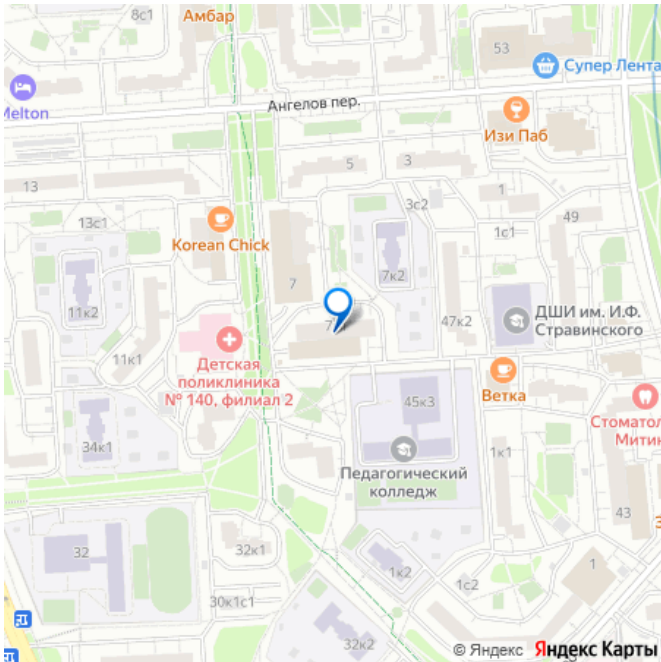 8с1
Амбар
53
Супер Лента
Ангелов пер.
Melton
Изи Паб
5
3
13
1
3с2
49
13с1
1с1
Korean Chick
7
7к2
11к2
ДШИ им. И.Ф.
Стравинского
47к2
11к1
Детская
поликлиника
№ 140, филиал 2
Ветка
45к3
Стоматол
Митин
34к1
1к1
Педагогический
колледж
43
32
32к1
1к2
1
1с2
30к1с1
32к2
© Яндекс Яндекс Карты